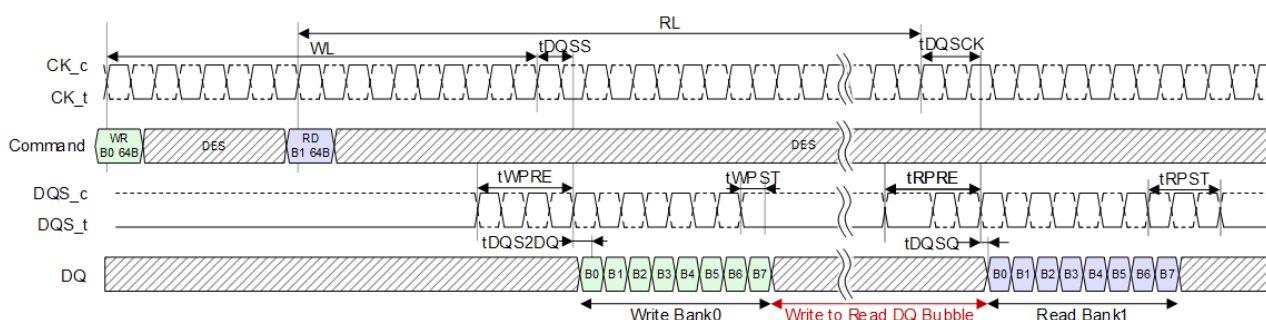 RL
WL
tDQSS
tDQSCK
CK_c
CK_t
Command
WR
B0 64B
DES
RD
B1 64B
DES
tWPRE
tWPST
tRPRE
tRPST
DQS_c
DQS_t
tDQS2DQ
tDQSQ
DQ
B0 B1 B2 B3 B4 B5 B6 B7
B0 B1 B2 B3 B4 B5 B6 B7
Write Bank0
Write to Read DQ Bubble
Read Bank1